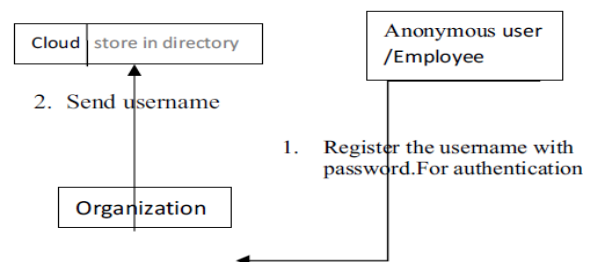 Cloud store in directory
Anonymous user
/Employee
2. Send username
1. Register the username with
password.For authentication
Organization